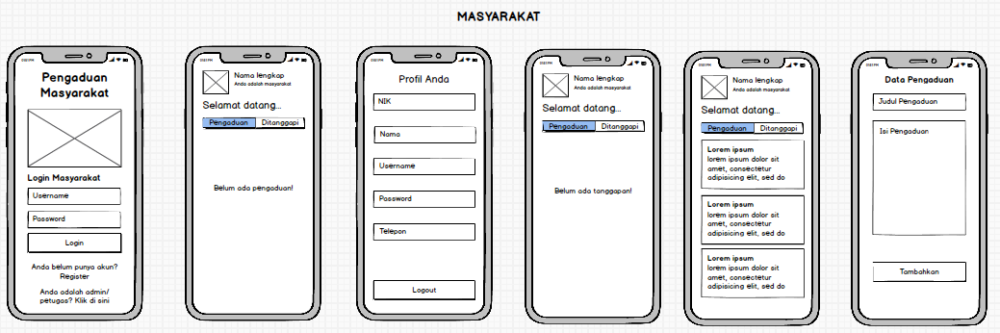 MASYARAKAT
Pengaduan
Masyarakat
Login Masyarakat
Username
Password
Login
Anda belum punya akun?
Register
Anda adalah admin/
petugas? Klik di sini
Nama lengkap
Anda adalah masyarakat
Selamat datang...
Pengaduan Ditanggapi
Belum ada pengaduan!
Profil Anda
NIK
Nama
Username
Password
Telepon
Logout
Nama lengkap
Anda adalah masyarakat
Selamat datang...
Pengaduan Ditanggapi
Belum ada tanggapan!
Nama lengkap
Anda adalah masyarakat
Selamat datang...
Pengaduan Ditanggapi
Lorem ipsum
lorem ipsum dolor sit
amet, consectetur
adipisicing elit, sed do
Lorem ipsum
lorem ipsum dolor sit
amet, consectetur
adipisicing elit, sed do
Lorem ipsum
lorem ipsum dolor sit
amet, consectetur
adipisicing elit, sed do
Data Pengaduan
Judul Pengaduan
Isi Pengaduan
Tambahkan